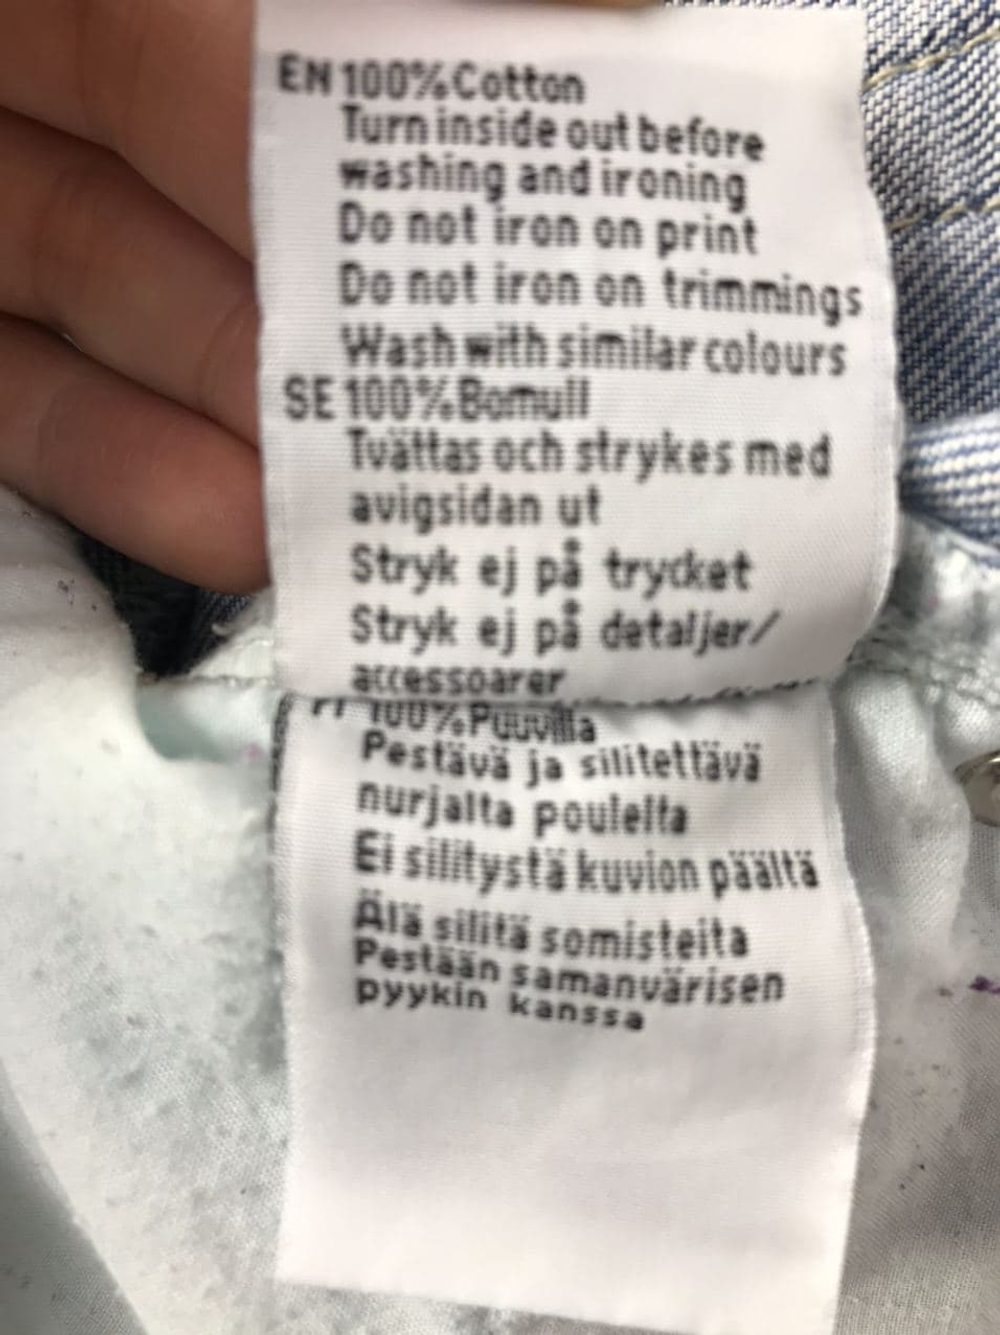 EN 100% Cotton
Turn inside out before
washing and ironing
Do not iron on print
Do not iron on trimmings
Wash with similar colours
SE 100% Bomull
Tvättas och strykes med
avigsidan ut
Stryk ej på trycket
Stryk ej på detaljer/
accessoarer
FI 100% Puuvilla
Pestävä ja silitettävä
nurjalta poulelta
Ei silitystä kuvion päältä
Älä silitä somisteita
Pestään samanvärisen
pyykin kanssa